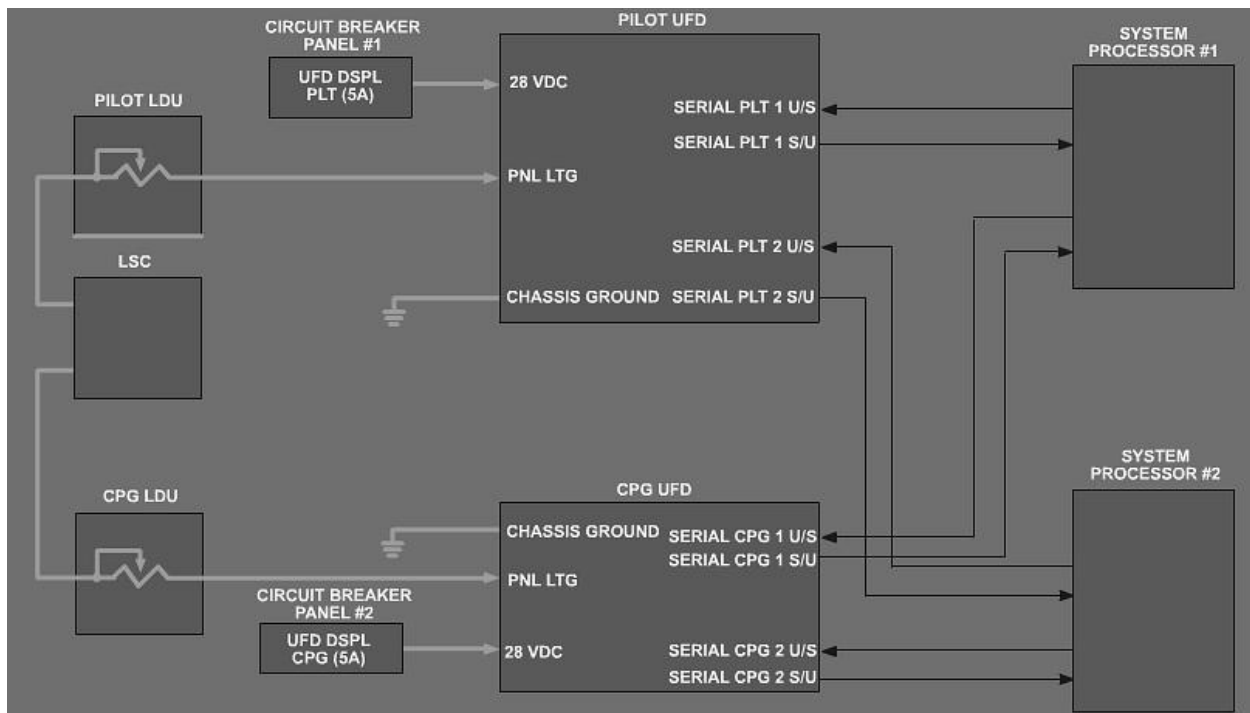 PILOT UFD
CIRCUIT BREAKER
PANEL #1
UFD DSPL
PLT (5A)
SYSTEM
PROCESSOR #1
PILOT LDU
28 VDC
SERIAL PLT 1 U/S
SERIAL PLT 1 S/U
PNL LTG
SERIAL PLT 2 U/S
LSC
CHASSIS GROUND
SERIAL PLT 2 S/U
SYSTEM
PROCESSOR #2
CPG LDU
CPG UFD
CHASSIS GROUND
SERIAL CPG 1 U/S
SERIAL CPG 1 S/U
PNL LTG
CIRCUIT BREAKER
PANEL #2
UFD DSPL
CPG (5A)
28 VDC
SERIAL CPG 2 U/S
SERIAL CPG 2 S/U